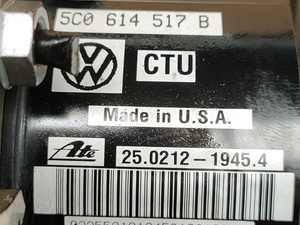 5C0 614 517 B
CTU
Made in U.S.A.
Ate 25.0212-1945.4